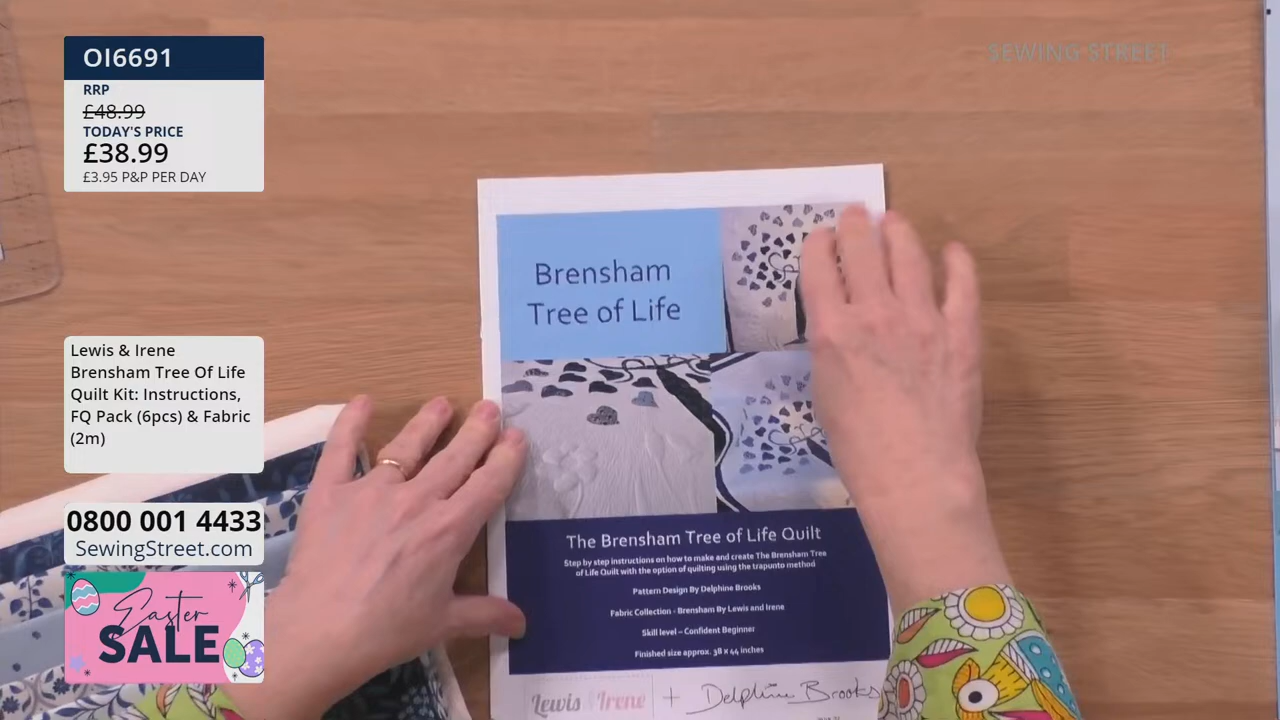 OI6691
RRP
£48.99
TODAY'S PRICE
£38.99
£3.95 P&P PER DAY
SEWING STREET
Brensham
Tree of Life
Lewis & Irene
Brensham Tree Of Life
Quilt Kit: Instructions,
FQ Pack (6pcs) & Fabric
(2m)
0800 001 4433
SewingStreet.com
Easter
SALE
The Brensham Tree of Life Quilt
Step by step instructions on how to make and create The Brensham Tree
of Life Quilt with the option of quilting using the trapunto method
Pattern Design By Delphine Brooks
Fabric Collection - Brensham By Lewis and Irene
Skill level – Confident Beginner
Finished size approx. 38 x 44 inches
Lewis & Irene + Delphine Brooks